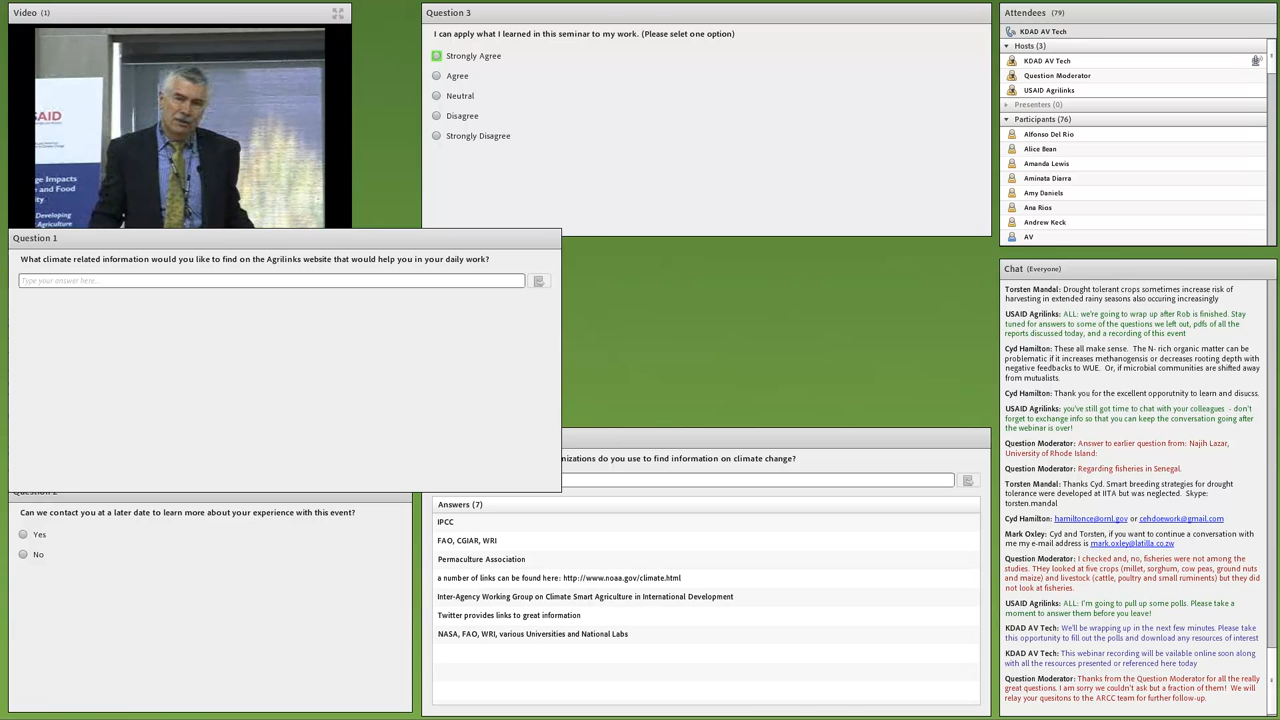 Video (1)
SAID
ge Impacts
e and Food
Developing
Agriculture
Question 3
I can apply what I learned in this seminar to my work. (Please selet one option)
Strongly Agree
Agree
Neutral
Disagree
Strongly Disagree
Question 1
What climate related information would you like to find on the Agrilinks website that would help you in your daily work?
Type your answer here...
Can we contact you at a later date to learn more about your experience with this event?
Yes
No
nizations do you use to find information on climate change?
Answers (7)
IPCC
FAO, CGIAR, WRI
Permaculture Association
a number of links can be found here: http://www.noaa.gov/climate.html
Inter-Agency Working Group on Climate Smart Agriculture in International Development
Twitter provides links to great information
NASA, FAO, WRI, various Universities and National Labs
Attendees (79)
KDAD AV Tech
Hosts (3)
KDAD AV Tech
Question Moderator
USAID Agrilinks
Presenters (0)
Participants (76)
Alfonso Del Rio
Alice Bean
Amanda Lewis
Aminata Diarra
Amy Daniels
Ana Rios
Andrew Keck
AV
Chat (Everyone)
Torsten Mandal: Drought tolerant crops sometimes increase risk of
harvesting in extended rainy seasons also occuring increasingly
USAID Agrilinks: ALL: we're going to wrap up after Rob is finished. Stay
tuned for answers to some of the questions we left out, pdfs of all the
reports discussed today, and a recording of this event
Cyd Hamilton: These all make sense. The N- rich organic matter can be
problematic if it increases methanogensis or decreases rooting depth with
negative feedbacks to WUE. Or, if microbial communities are shifted away
from mutualists.
Cyd Hamilton: Thank you for the excellent opporutnity to learn and disucss.
USAID Agrilinks: you've still got time to chat with your colleagues - don't
forget to exchange info so that you can keep the conversation going after
the webinar is over!
Question Moderator: Answer to earlier question from: Najih Lazar,
University of Rhode Island:
Question Moderator: Regarding fisheries in Senegal.
Torsten Mandal: Thanks Cyd. Smart breeding strategies for drought
tolerance were developed at IITA but was neglected. Skype:
torsten.mandal
Cyd Hamilton: hamiltonce@ornl.gov or cehdoework@gmail.com
Mark Oxley: Cyd and Torsten, if you want to continue a conversation with
me my e-mail address is mark.oxley@latilla.co.zw
Question Moderator: I checked and, no, fisheries were not among the
studies. THey looked at five crops (millet, sorghum, cow peas, ground nuts
and maize) and livestock (cattle, poultry and small ruminents) but they did
not look at fisheries.
USAID Agrilinks: ALL: I'm going to pull up some polls. Please take a
moment to answer them before you leave!
KDAD AV Tech: We'll be wrapping up in the next few minutes. Please take
this opportunity to fill out the polls and download any resources of interest
KDAD AV Tech: This webinar recording will be vailable online soon along
with all the resources presented or referenced here today
Question Moderator: Thanks from the Question Moderator for all the really
great questions. I am sorry we couldn't ask but a fraction of them! We will
relay your quesitons to the ARCC team for further follow-up.